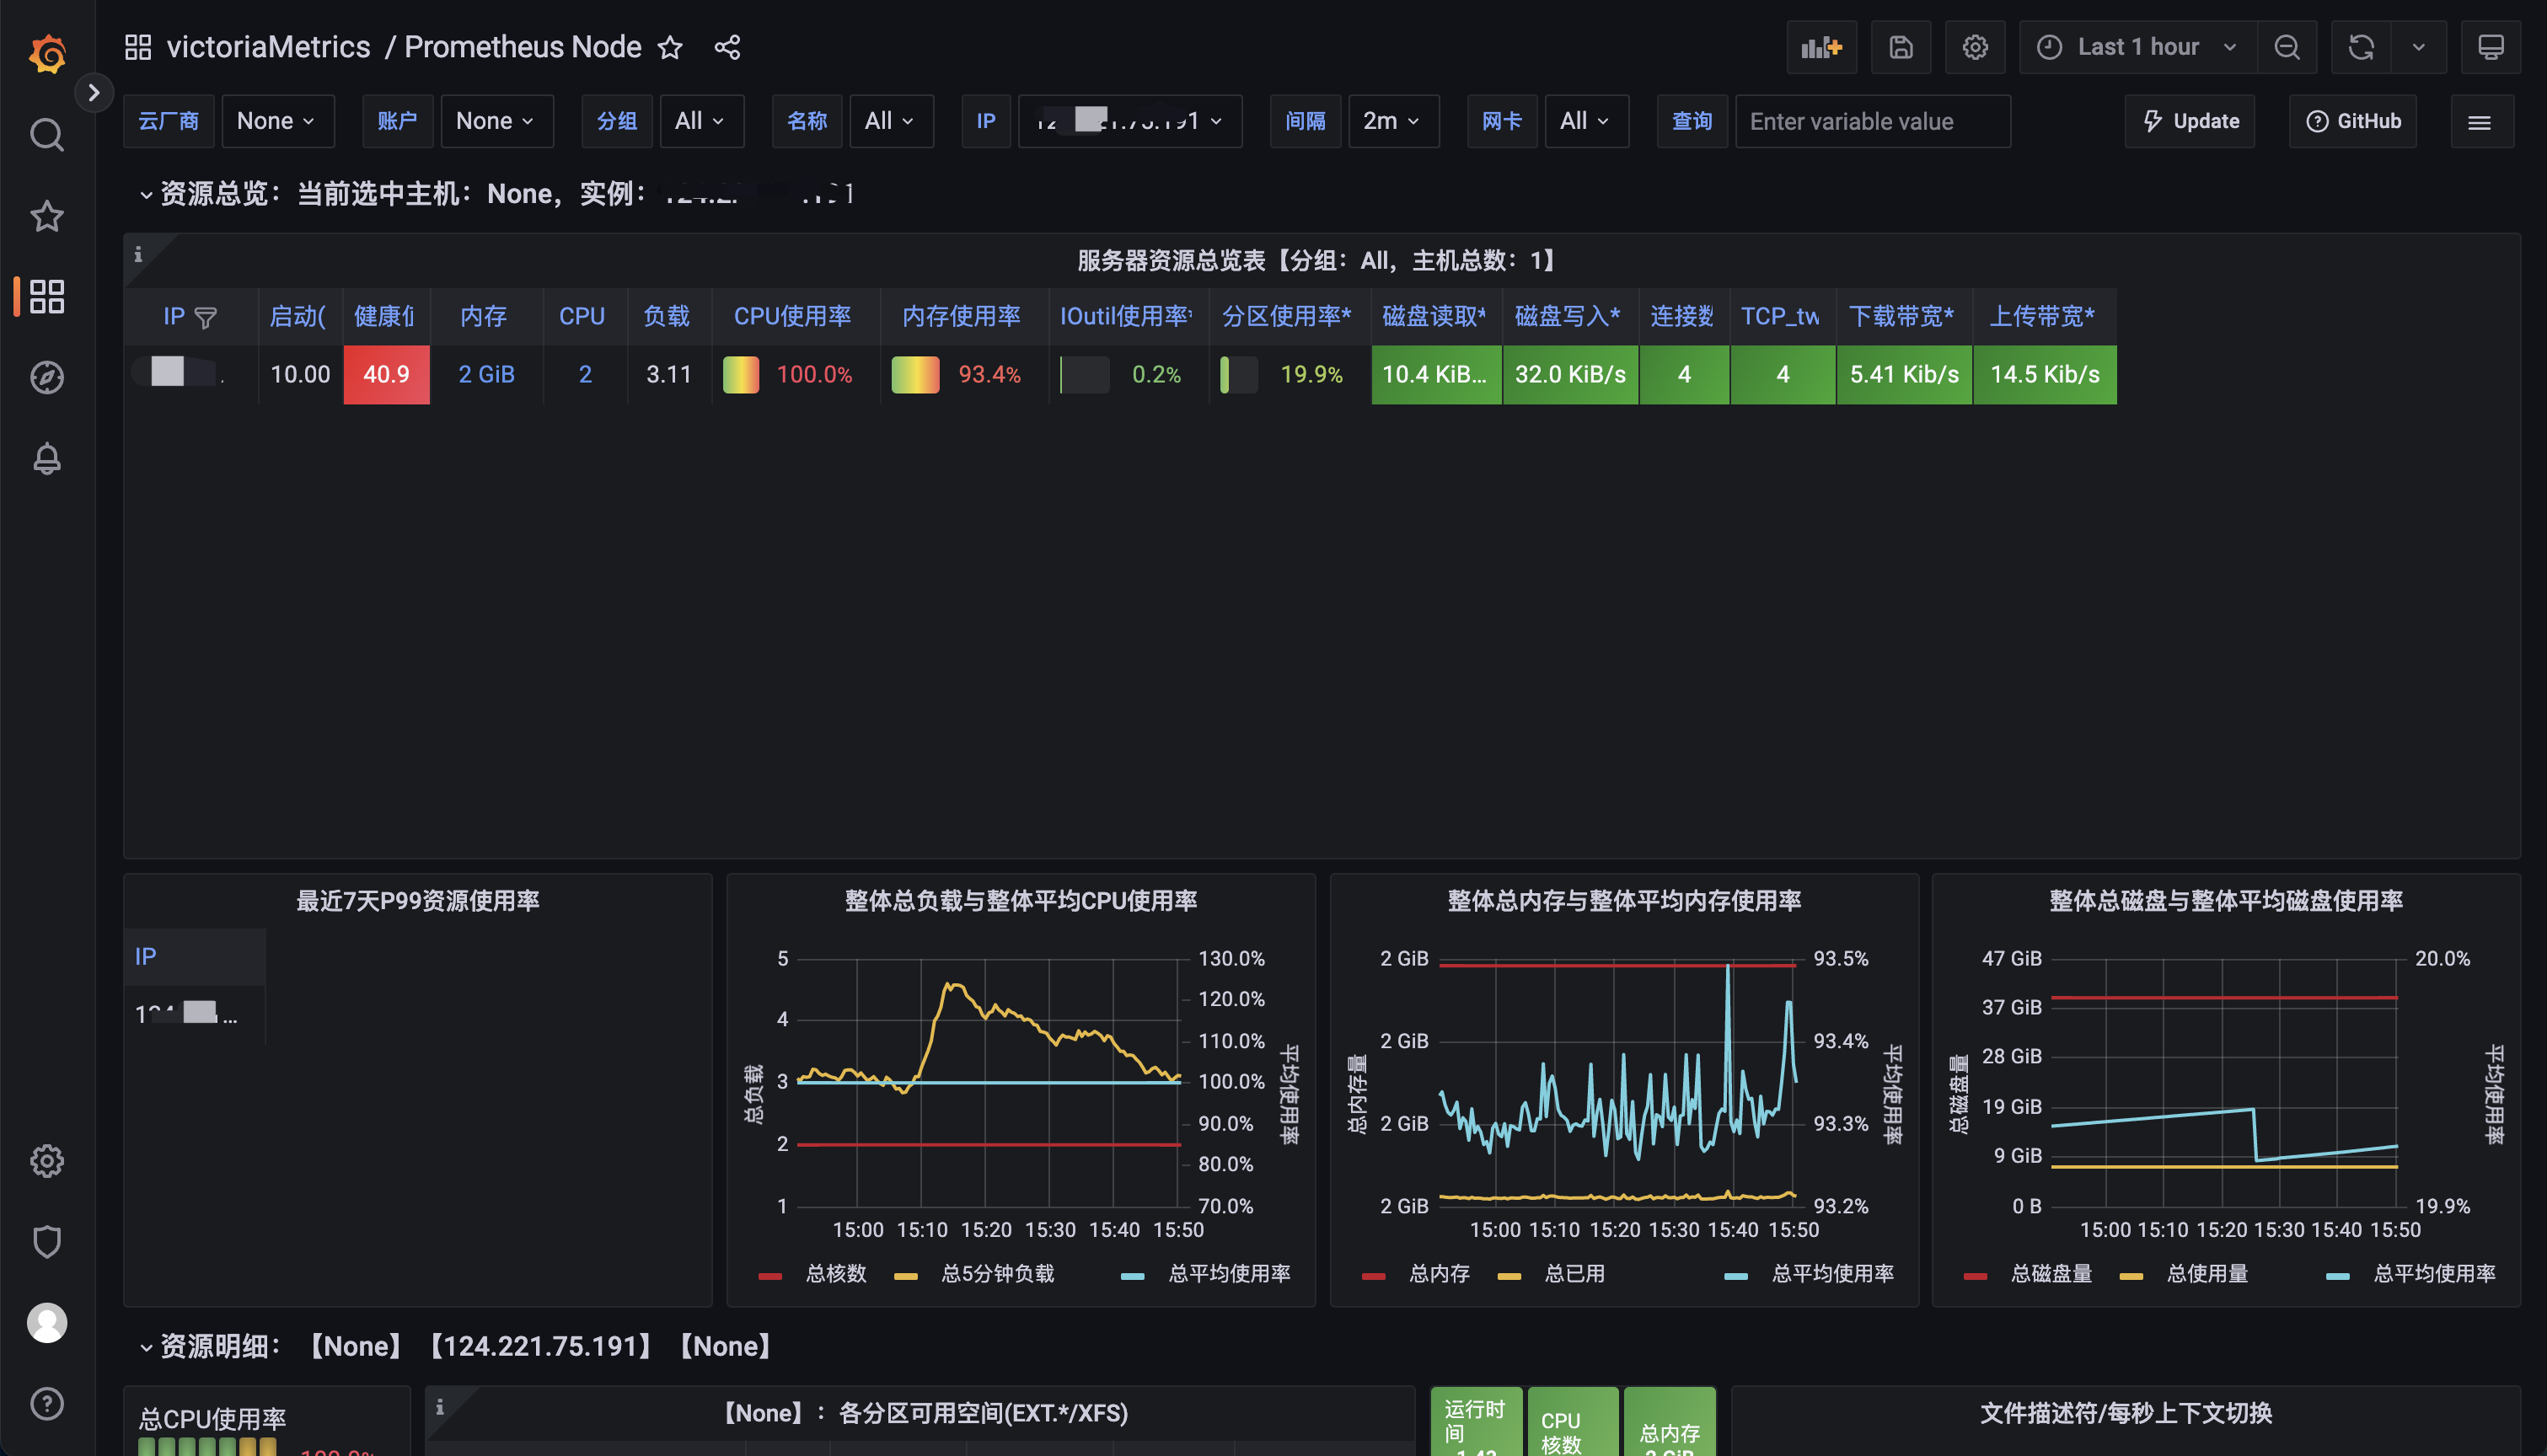 victoriaMetrics / Prometheus Node
Last 1 hour
云厂商 None 账户 None 分组 All 名称 All IP 间隔 2m 网卡 All 查询 Enter variable value Update GitHub
资源总览：当前选中主机：None，实例：
服务器资源总览表【分组：All，主机总数：1】
IP 启动( 健康值 内存 CPU 负载 CPU使用率 内存使用率 IOutil使用率* 分区使用率* 磁盘读取* 磁盘写入* 连接数 TCP_tw 下载带宽* 上传带宽*
10.00 40.9 2 GiB 2 3.11 100.0% 93.4% 0.2% 19.9% 10.4 KiB... 32.0 KiB/s 4 4 5.41 Kib/s 14.5 Kib/s
最近7天P99资源使用率
IP
整体总负载与整体平均CPU使用率
总负载
5
4
3
2
1
130.0%
120.0%
110.0%
100.0%
90.0%
80.0%
70.0%
平均使用率
15:00 15:10 15:20 15:30 15:40 15:50
总核数 总5分钟负载 总平均使用率
整体总内存与整体平均内存使用率
总内存量
2 GiB
2 GiB
2 GiB
2 GiB
93.5%
93.4%
93.3%
93.2%
平均使用率
15:00 15:10 15:20 15:30 15:40 15:50
总内存 总已用 总平均使用率
整体总磁盘与整体平均磁盘使用率
总磁盘量
47 GiB
37 GiB
28 GiB
19 GiB
9 GiB
0 B
20.0%
19.9%
平均使用率
15:00 15:10 15:20 15:30 15:40 15:50
总磁盘量 总使用量 总平均使用率
资源明细：【None】【124.221.75.191】【None】
总CPU使用率
【None】：各分区可用空间(EXT.*/XFS)
运行时间
CPU
核数
总内存
文件描述符/每秒上下文切换